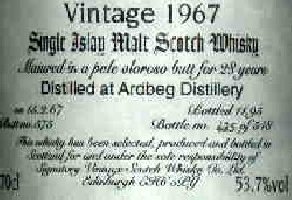 Vintage 1967
Single Islay Malt Scotch Whisky
Matured in a pale oloroso butt for 28 years
Distilled at Ardbeg Distillery
on 16.2.67 Bottled 11.95
Butt no. 575 Bottle no. 425 of 548
This whisky has been selected, produced and bottled in
Scotland for and under the sole responsibility of
Signatory Vintage Scotch Whisky Co. Ltd.
70cl Edinburgh 53.7%vol